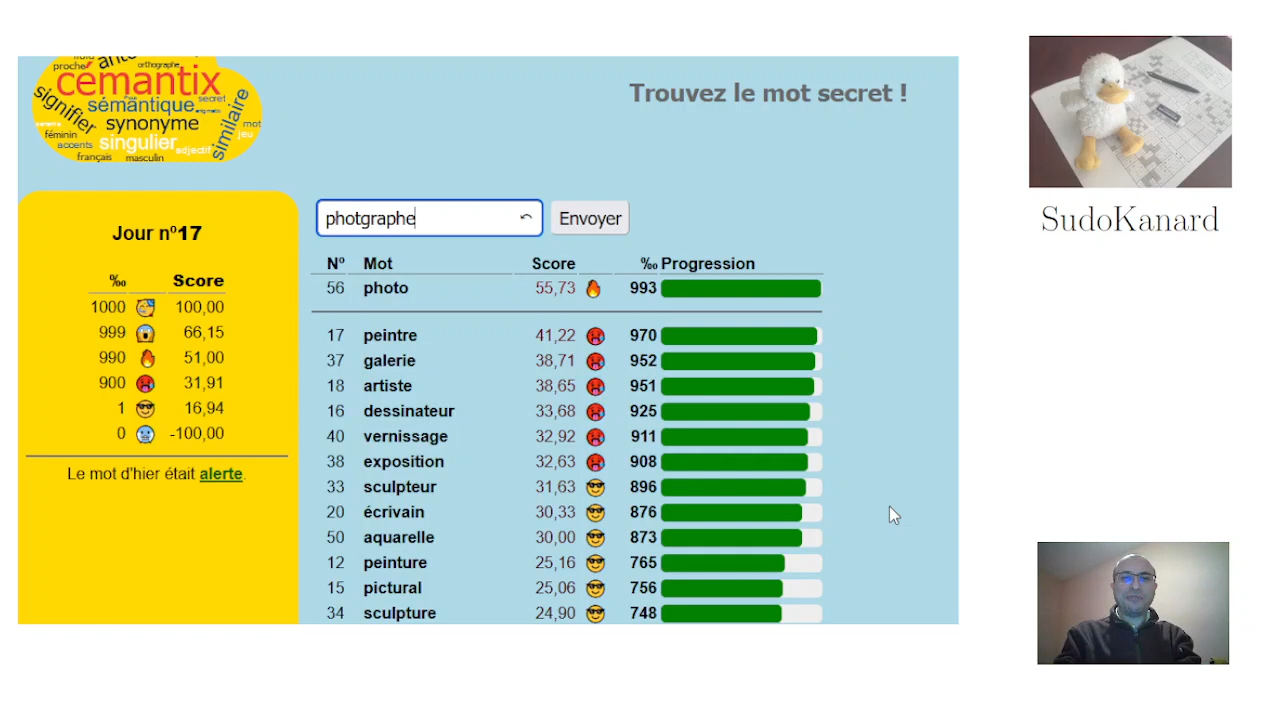 proche
orthographe
cémantix
signifier
sémantique
secret
synonyme
similaire
mot
jeu
féminin
accents
singulier
adjectif
français
masculin
Trouvez le mot secret !
Jour nº17
‰ Score
1000 100,00
999 66,15
990 51,00
900 31,91
1 16,94
0 -100,00
Le mot d'hier était alerte.
photgraphe
Envoyer
Nº Mot Score ‰ Progression
56 photo 55,73 993
17 peintre 41,22 970
37 galerie 38,71 952
18 artiste 38,65 951
16 dessinateur 33,68 925
40 vernissage 32,92 911
38 exposition 32,63 908
33 sculpteur 31,63 896
20 écrivain 30,33 876
50 aquarelle 30,00 873
12 peinture 25,16 765
15 pictural 25,06 756
34 sculpture 24,90 748
SudoKanard